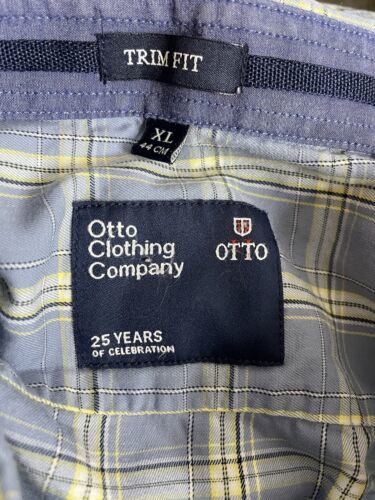 TRIM FIT
XL
44 CM
Otto
Clothing
Company
OTTO
25 YEARS
OF CELEBRATION